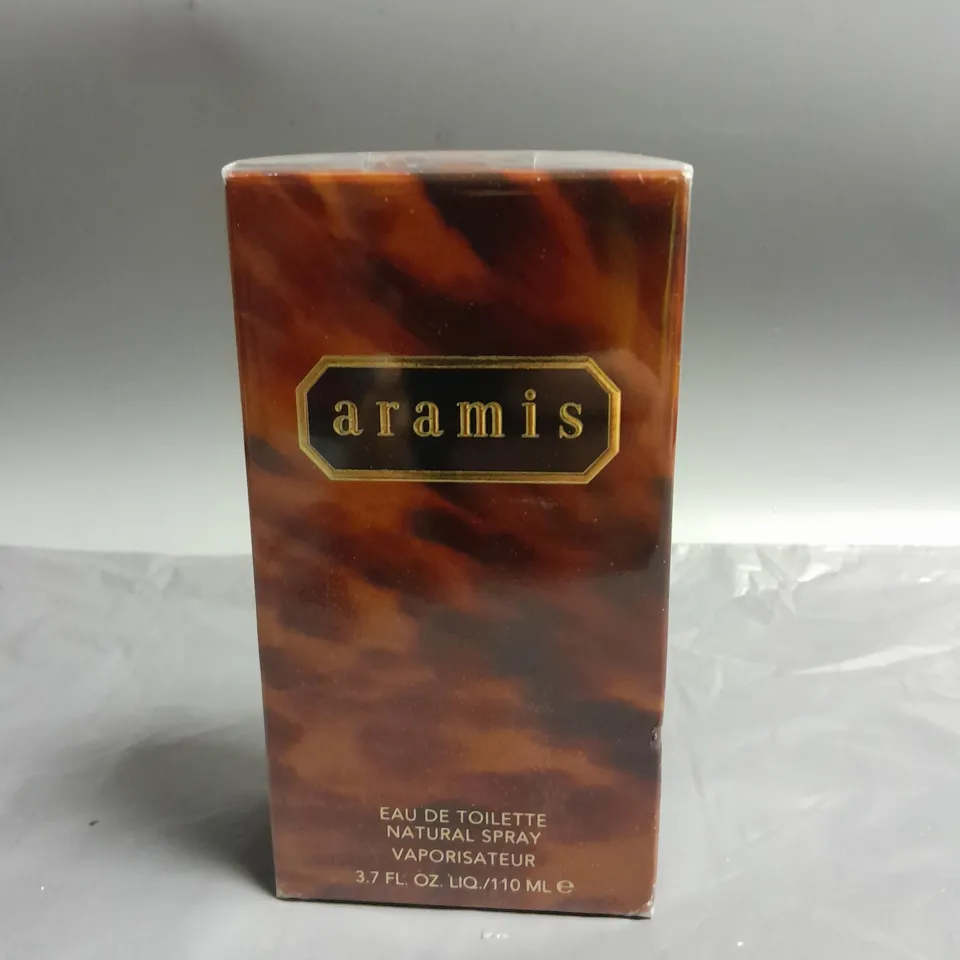 aramis
EAU DE TOILETTE
NATURAL SPRAY
VAPORISATEUR
3.7 FL. OZ. LIQ./110 ML ℮